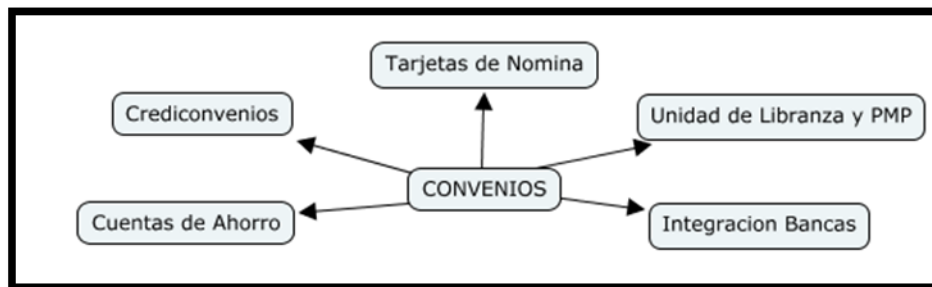 Tarjetas de Nomina
Crediconvenios
Unidad de Libranza y PMP
CONVENIOS
Cuentas de Ahorro
Integracion Bancas